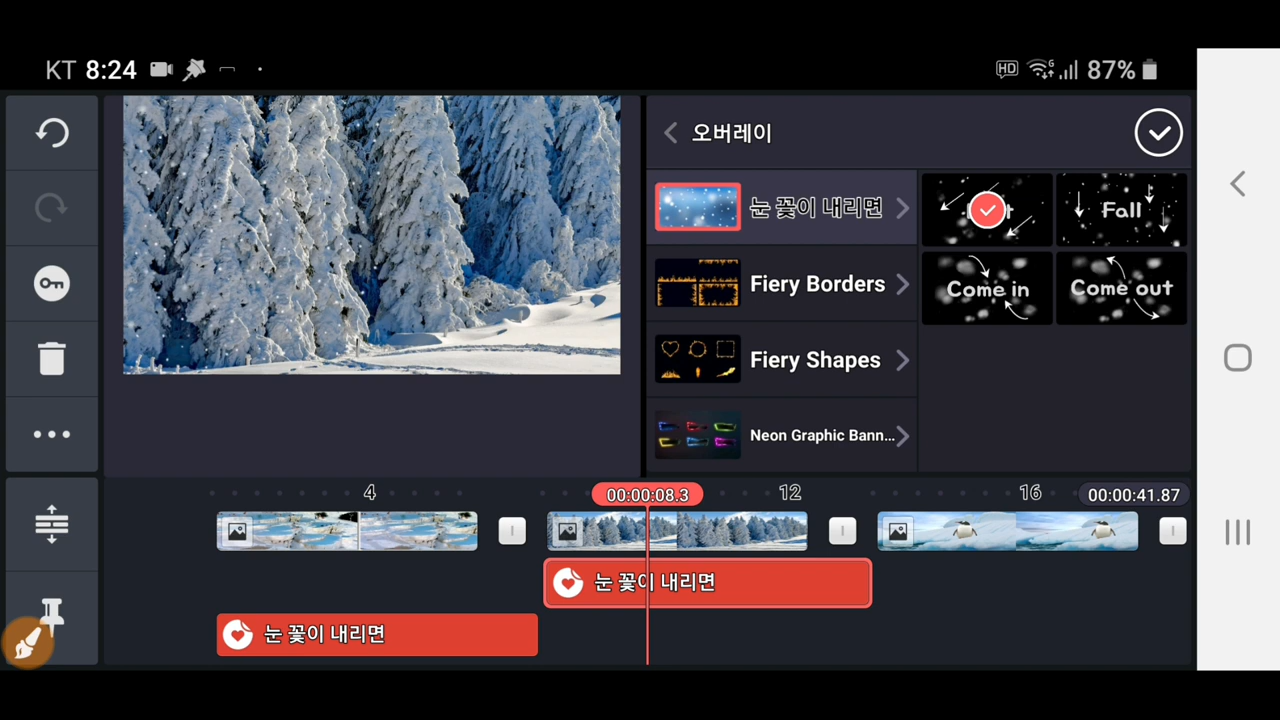 KT 8:24
HD 87%
오버레이
눈 꽃이 내리면
Fiery Borders
Fiery Shapes
Neon Graphic Bann...
Fall
Come in
Come out
4
00:00:08.3
12
16
00:00:41.87
눈 꽃이 내리면
눈 꽃이 내리면